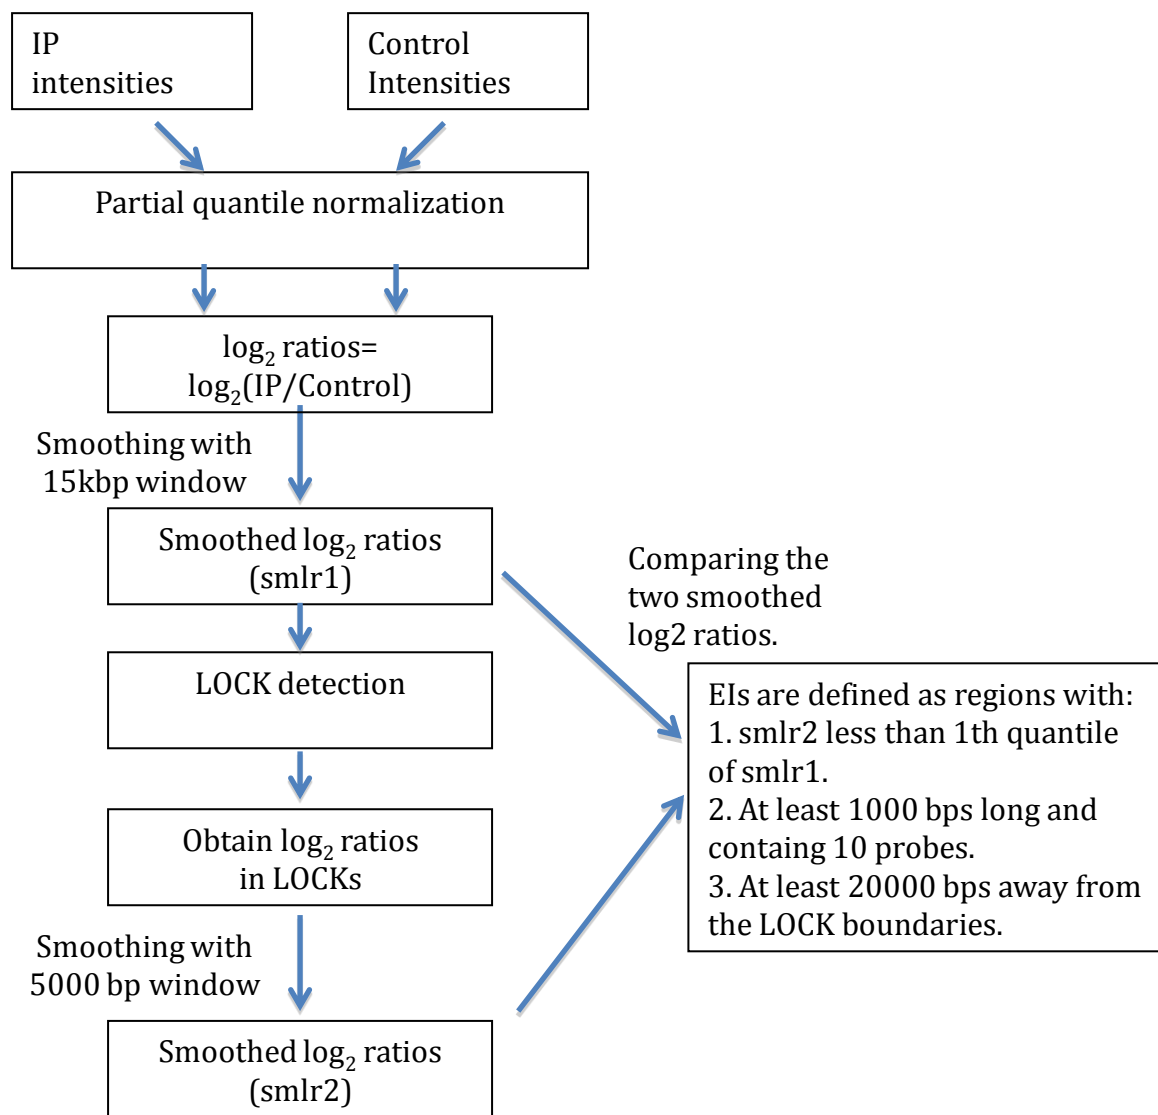 IP
intensities
Control
Intensities
Partial quantile normalization
log₂ ratios=
log₂(IP/Control)
Smoothing with
15kbp window
Smoothed log₂ ratios
(smlr1)
Comparing the
two smoothed
log2 ratios.
LOCK detection
EIs are defined as regions with:
1. smlr2 less than 1th quantile
of smlr1.
2. At least 1000 bps long and
containg 10 probes.
3. At least 20000 bps away from
the LOCK boundaries.
Obtain log₂ ratios
in LOCKs
Smoothing with
5000 bp window
Smoothed log₂ ratios
(smlr2)